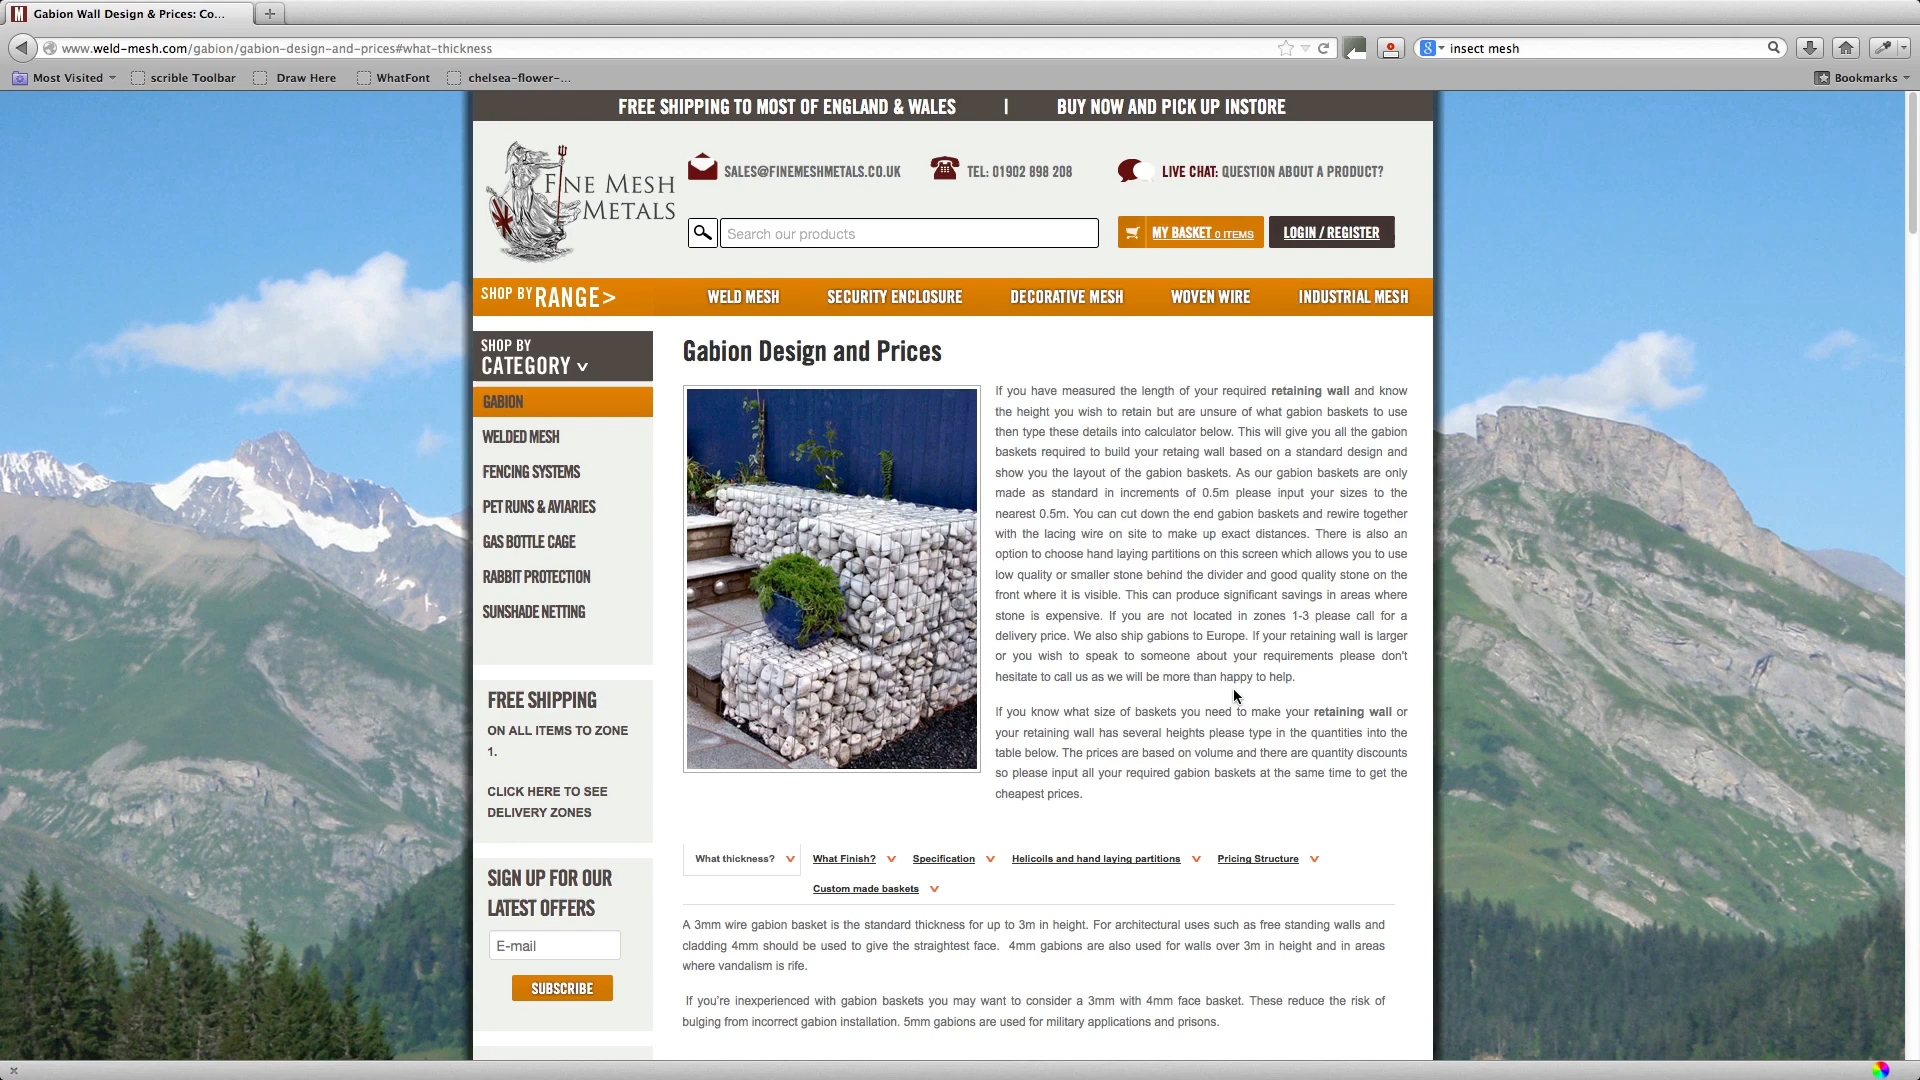 Gabion Wall Design & Prices: Co...
www.weld-mesh.com/gabion/gabion-design-and-prices#what-thickness
insect mesh
Most Visited
scrible Toolbar
Draw Here
WhatFont
chelsea-flower-...
Bookmarks
FREE SHIPPING TO MOST OF ENGLAND & WALES | BUY NOW AND PICK UP INSTORE
FINE MESH
METALS
SALES@FINEMESHMETALS.CO.UK
TEL: 01902 898 208
LIVE CHAT: QUESTION ABOUT A PRODUCT?
Search our products
MY BASKET 0 ITEMS
LOGIN / REGISTER
SHOP BY RANGE>
WELD MESH
SECURITY ENCLOSURE
DECORATIVE MESH
WOVEN WIRE
INDUSTRIAL MESH
SHOP BY
CATEGORY
GABION
WELDED MESH
FENCING SYSTEMS
PET RUNS & AVIARIES
GAS BOTTLE CAGE
RABBIT PROTECTION
SUNSHADE NETTING
FREE SHIPPING
ON ALL ITEMS TO ZONE
1.
CLICK HERE TO SEE
DELIVERY ZONES
SIGN UP FOR OUR
LATEST OFFERS
E-mail
SUBSCRIBE
Gabion Design and Prices
If you have measured the length of your required retaining wall and know
the height you wish to retain but are unsure of what gabion baskets to use
then type these details into calculator below. This will give you all the gabion
baskets required to build your retaing wall based on a standard design and
show you the layout of the gabion baskets. As our gabion baskets are only
made as standard in increments of 0.5m please input your sizes to the
nearest 0.5m. You can cut down the end gabion baskets and rewire together
with the lacing wire on site to make up exact distances. There is also an
option to choose hand laying partitions on this screen which allows you to use
low quality or smaller stone behind the divider and good quality stone on the
front where it is visible. This can produce significant savings in areas where
stone is expensive. If you are not located in zones 1-3 please call for a
delivery price. We also ship gabions to Europe. If your retaining wall is larger
or you wish to speak to someone about your requirements please don't
hesitate to call us as we will be more than happy to help.
If you know what size of baskets you need to make your retaining wall or
your retaining wall has several heights please type in the quantities into the
table below. The prices are based on volume and there are quantity discounts
so please input all your required gabion baskets at the same time to get the
cheapest prices.
What thickness?
What Finish?
Specification
Helicoils and hand laying partitions
Pricing Structure
Custom made baskets
A 3mm wire gabion basket is the standard thickness for up to 3m in height. For architectural uses such as free standing walls and
cladding 4mm should be used to give the straightest face. 4mm gabions are also used for walls over 3m in height and in areas
where vandalism is rife.
If you're inexperienced with gabion baskets you may want to consider a 3mm with 4mm face basket. These reduce the risk of
bulging from incorrect gabion installation. 5mm gabions are used for military applications and prisons.